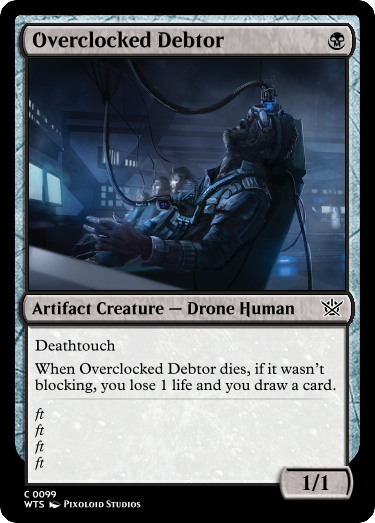 Overclocked Debtor
Artifact Creature — Drone Human
Deathtouch
When Overclocked Debtor dies, if it wasn't
blocking, you lose 1 life and you draw a card.
ft
ft
ft
ft
1/1
C 0099
WTS Pixoloid Studios